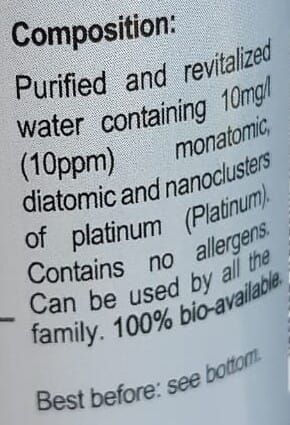 Composition:
Purified and revitalized
water containing 10mg/l
(10ppm) monatomic,
diatomic and nanoclusters
of platinum (Platinum).
Contains no allergens.
Can be used by all the
family. 100% bio-available.
Best before: see bottom.